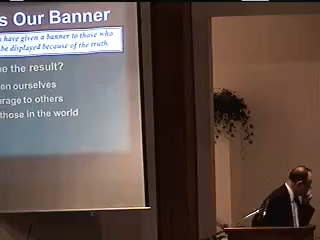 s Our Banner
have given a banner to those who
be displayed because of the truth.
e the result?
en ourselves
urage to others
those in the world